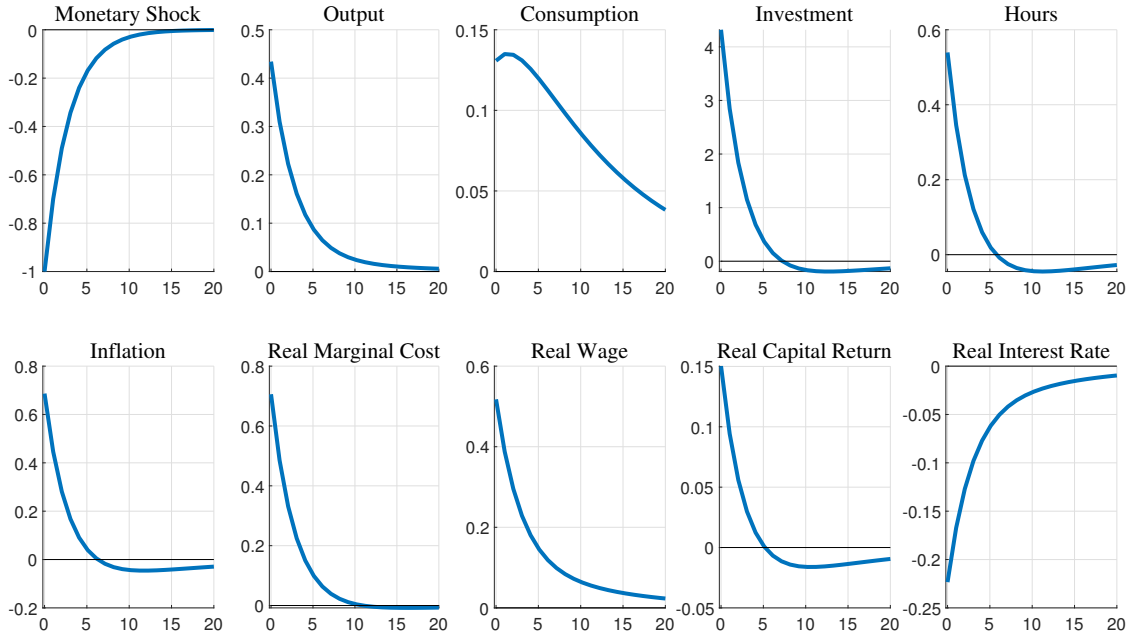 Monetary Shock
0
-0.2
-0.4
-0.6
-0.8
-1
0 5 10 15 20
Output
0.5
0.4
0.3
0.2
0.1
0
0 5 10 15 20
Consumption
0.15
0.1
0.05
0
0 5 10 15 20
Investment
4
3
2
1
0
0 5 10 15 20
Hours
0.6
0.4
0.2
0
0 5 10 15 20
Inflation
0.8
0.6
0.4
0.2
0
-0.2
0 5 10 15 20
Real Marginal Cost
0.8
0.6
0.4
0.2
0
0 5 10 15 20
Real Wage
0.6
0.4
0.2
0
0 5 10 15 20
Real Capital Return
0.15
0.1
0.05
0
-0.05
0 5 10 15 20
Real Interest Rate
0
-0.05
-0.1
-0.15
-0.2
-0.25
0 5 10 15 20